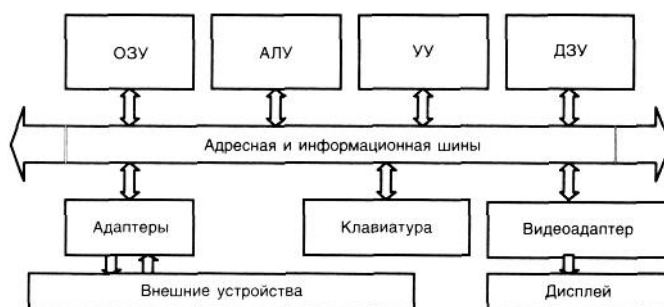 ОЗУ
АЛУ
УУ
ДЗУ
Адресная и информационная шины
Адаптеры
Клавиатура
Видеоадаптер
Внешние устройства
Дисплей